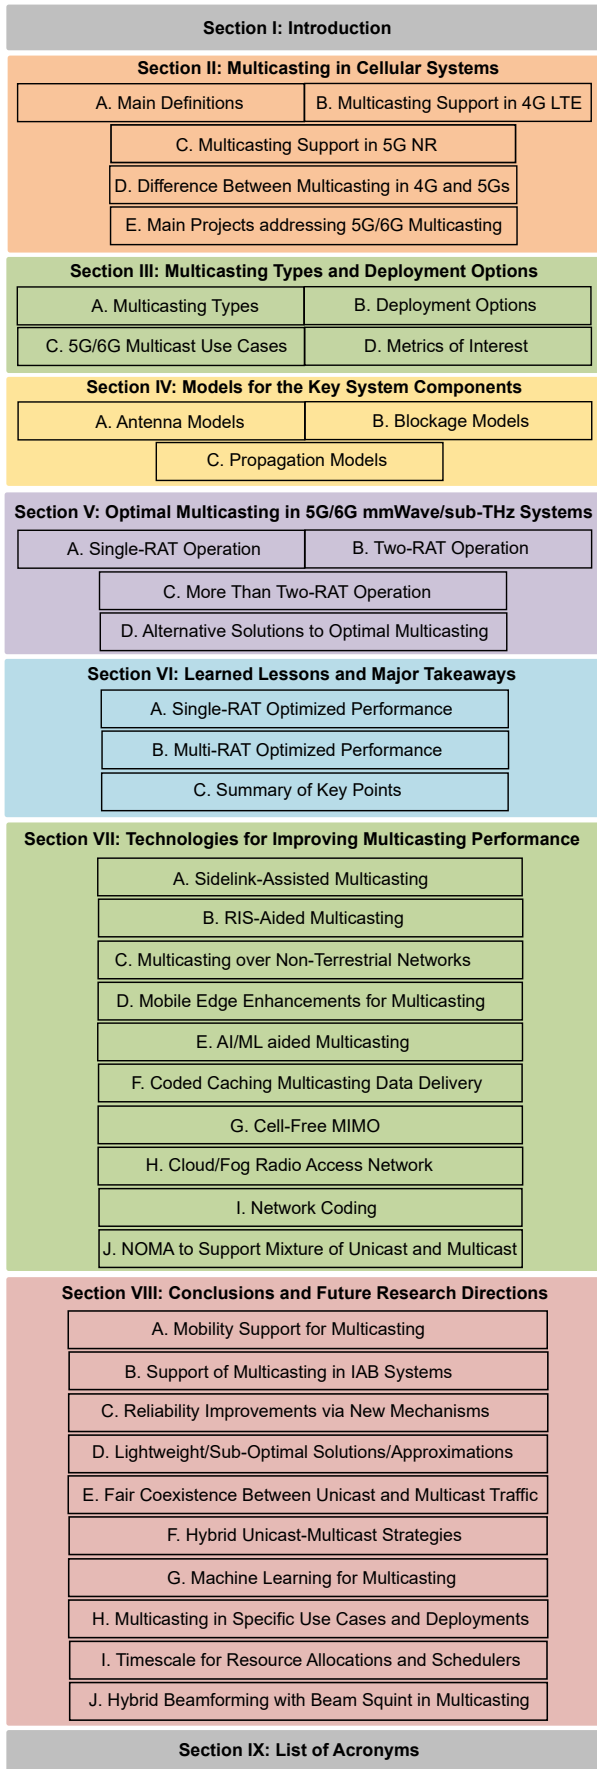 Section I: Introduction
Section II: Multicasting in Cellular Systems
A. Main Definitions
B. Multicasting Support in 4G LTE
C. Multicasting Support in 5G NR
D. Difference Between Multicasting in 4G and 5Gs
E. Main Projects addressing 5G/6G Multicasting
Section III: Multicasting Types and Deployment Options
A. Multicasting Types
B. Deployment Options
C. 5G/6G Multicast Use Cases
D. Metrics of Interest
Section IV: Models for the Key System Components
A. Antenna Models
B. Blockage Models
C. Propagation Models
Section V: Optimal Multicasting in 5G/6G mmWave/sub-THz Systems
A. Single-RAT Operation
B. Two-RAT Operation
C. More Than Two-RAT Operation
D. Alternative Solutions to Optimal Multicasting
Section VI: Learned Lessons and Major Takeaways
A. Single-RAT Optimized Performance
B. Multi-RAT Optimized Performance
C. Summary of Key Points
Section VII: Technologies for Improving Multicasting Performance
A. Sidelink-Assisted Multicasting
B. RIS-Aided Multicasting
C. Multicasting over Non-Terrestrial Networks
D. Mobile Edge Enhancements for Multicasting
E. AI/ML aided Multicasting
F. Coded Caching Multicasting Data Delivery
G. Cell-Free MIMO
H. Cloud/Fog Radio Access Network
I. Network Coding
J. NOMA to Support Mixture of Unicast and Multicast
Section VIII: Conclusions and Future Research Directions
A. Mobility Support for Multicasting
B. Support of Multicasting in IAB Systems
C. Reliability Improvements via New Mechanisms
D. Lightweight/Sub-Optimal Solutions/Approximations
E. Fair Coexistence Between Unicast and Multicast Traffic
F. Hybrid Unicast-Multicast Strategies
G. Machine Learning for Multicasting
H. Multicasting in Specific Use Cases and Deployments
I. Timescale for Resource Allocations and Schedulers
J. Hybrid Beamforming with Beam Squint in Multicasting
Section IX: List of Acronyms